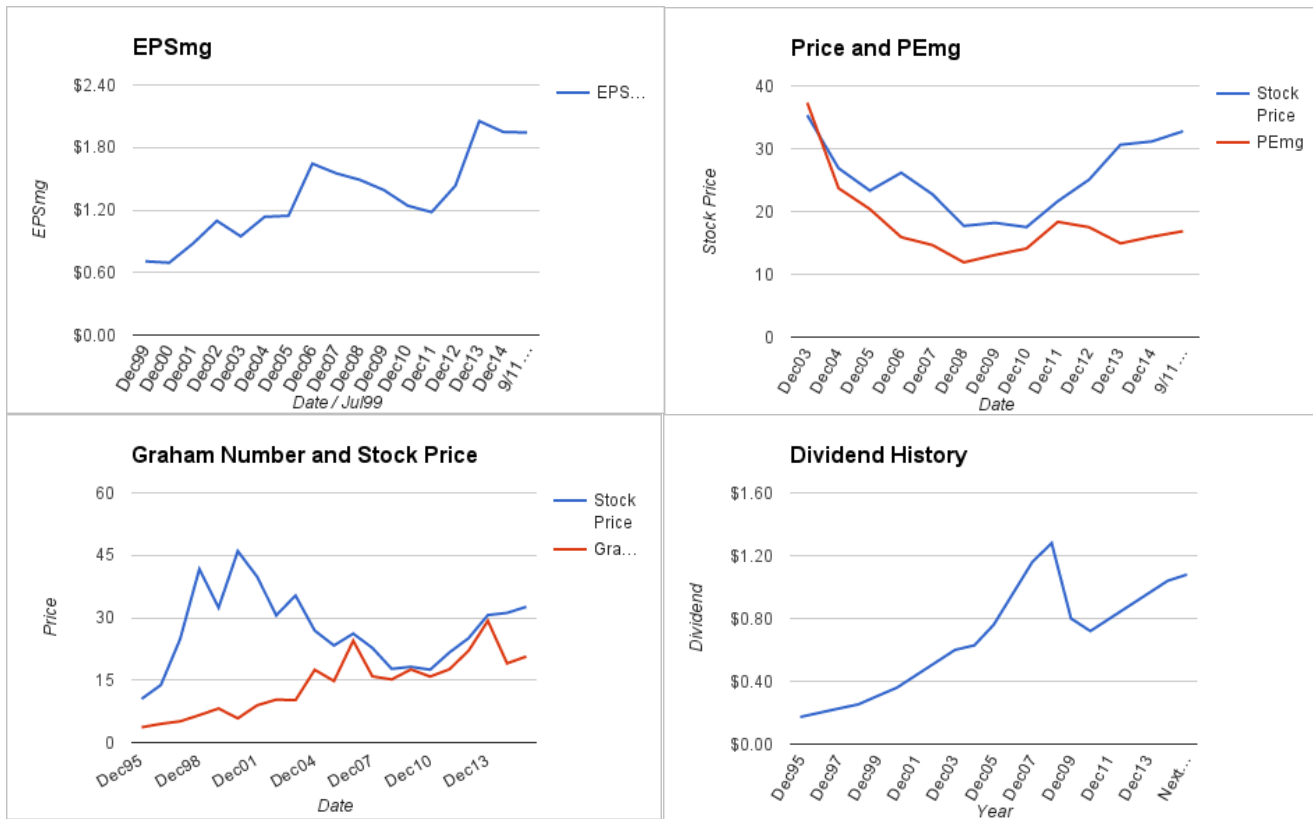 EPSmg
$2.40
$1.80
$1.20
$0.60
$0.00
EPSmg
EPS...
Dec99
Dec00
Dec01
Dec02
Dec03
Dec04
Dec05
Dec06
Dec07
Dec08
Dec09
Dec10
Dec11
Dec12
Dec13
Dec14
9/11...
Date / Jul99
Price and PEmg
40
30
20
10
0
Stock Price
Stock
Price
PEmg
Dec03
Dec04
Dec05
Dec06
Dec07
Dec08
Dec09
Dec10
Dec11
Dec12
Dec13
Dec14
9/11...
Date
Graham Number and Stock Price
60
45
30
15
0
Price
Stock
Price
Gra...
Dec95
Dec98
Dec01
Dec04
Dec07
Dec10
Dec13
Date
Dividend History
$1.60
$1.20
$0.80
$0.40
$0.00
Dividend
Dec95
Dec97
Dec99
Dec01
Dec03
Dec05
Dec07
Dec09
Dec11
Dec13
Next...
Year